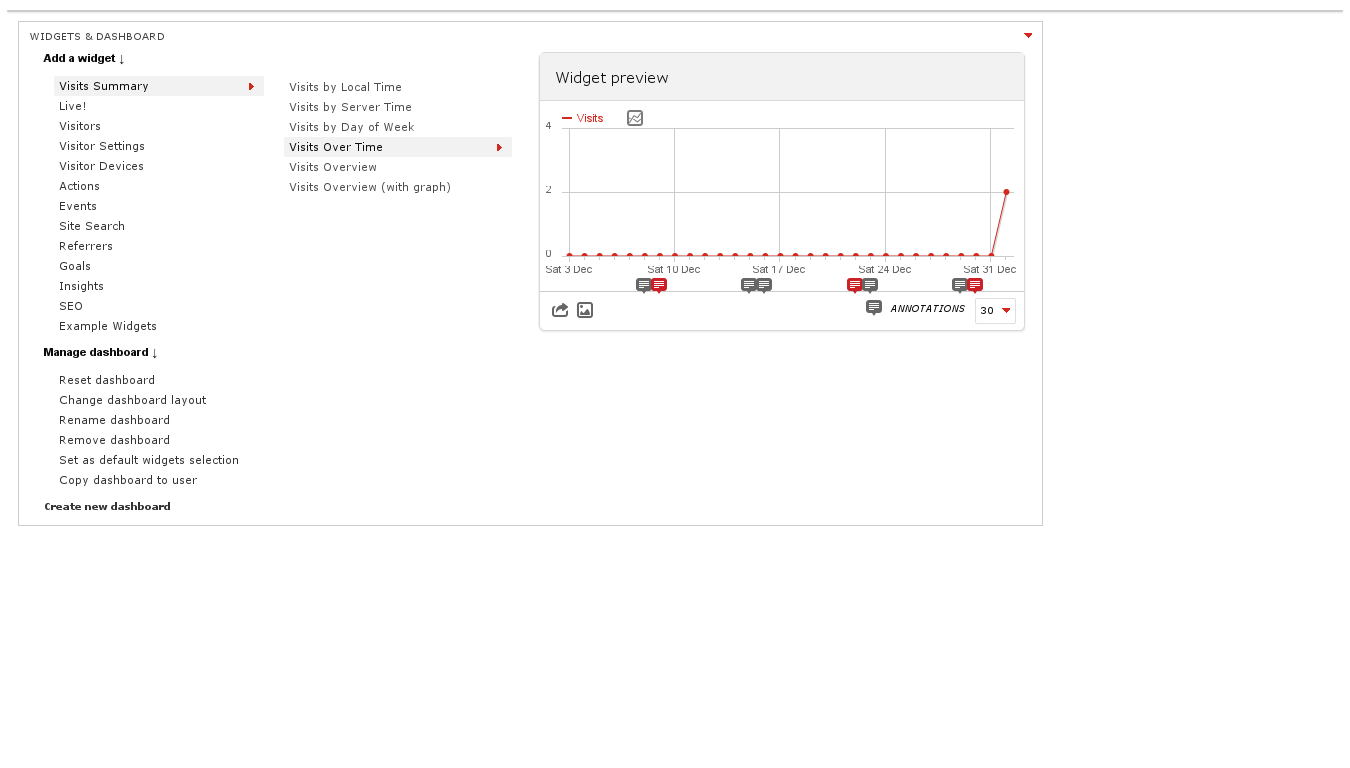 WIDGETS & DASHBOARD
Add a widget ↓
Visits Summary
Live!
Visitors
Visitor Settings
Visitor Devices
Actions
Events
Site Search
Referrers
Goals
Insights
SEO
Example Widgets
Manage dashboard ↓
Reset dashboard
Change dashboard layout
Rename dashboard
Remove dashboard
Set as default widgets selection
Copy dashboard to user
Create new dashboard
Visits by Local Time
Visits by Server Time
Visits by Day of Week
Visits Over Time
Visits Overview
Visits Overview (with graph)
Widget preview
Visits
4
2
0
Sat 3 Dec Sat 10 Dec Sat 17 Dec Sat 24 Dec Sat 31 Dec
ANNOTATIONS 30